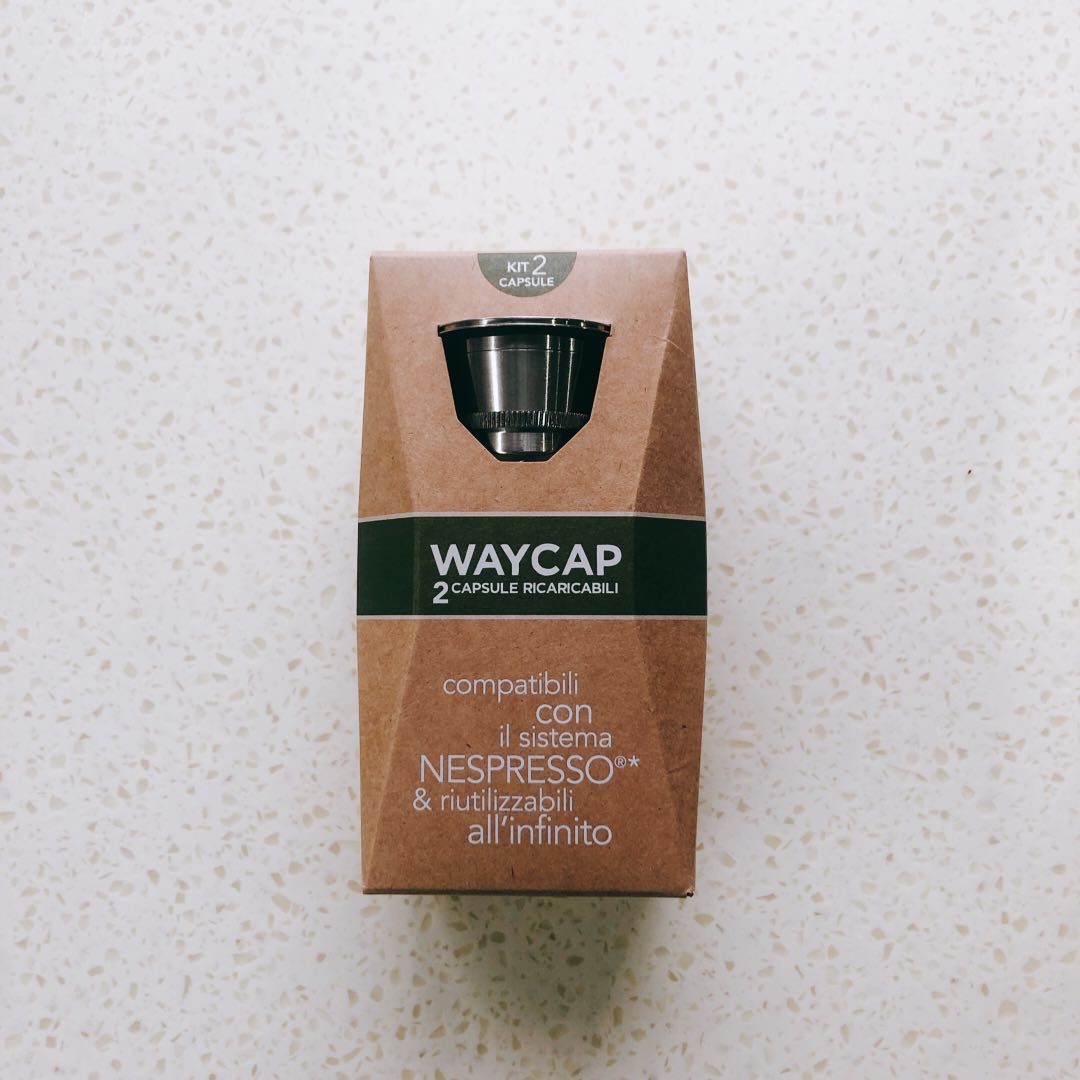 KIT 2
CAPSULE
WAYCAP
2 CAPSULE RICARICABILI
compatibili
con
il sistema
NESPRESSO®*
& riutilizzabili
all'infinito